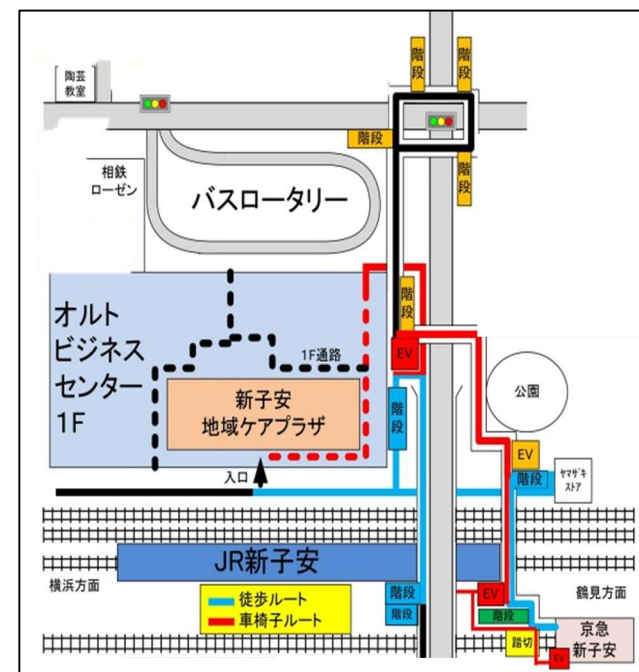 階段
階段
陶芸
教室
階段
階段
相鉄
ローゼン
バスロータリー
階段
オルト
ビジネス
センター
1F
1F通路
EV
新子安
地域ケアプラザ
階段
公園
EV
階段
ヤマザキ
ストア
入口
JR新子安
横浜方面
徒歩ルート
車椅子ルート
階段
階段
EV
鶴見方面
階段
踏切
京急
新子安
EV